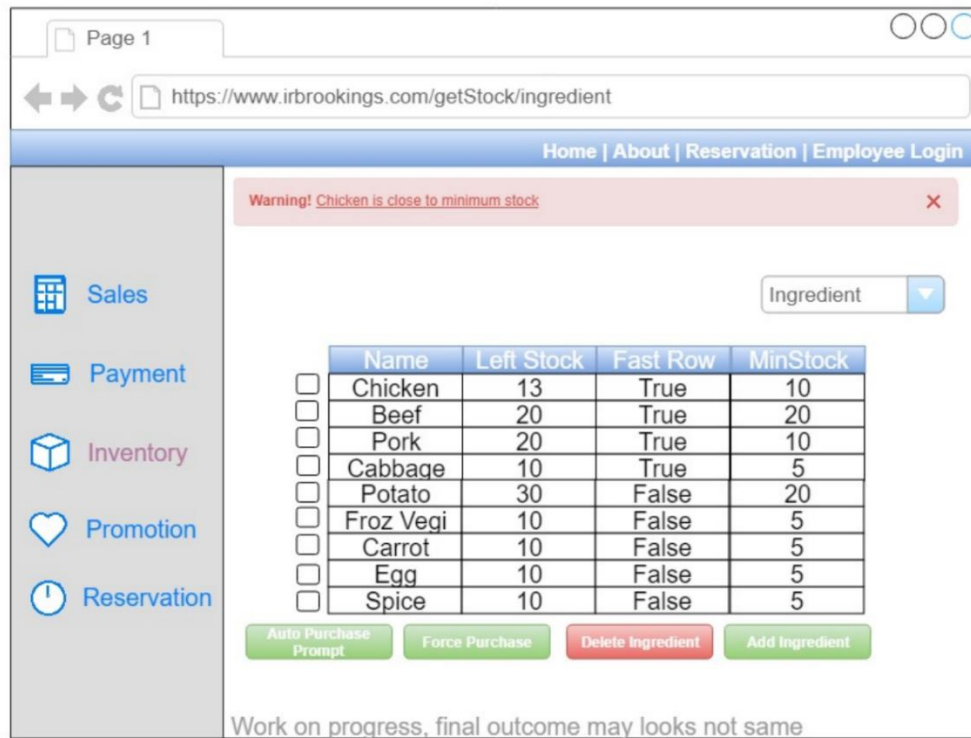 Page 1
https://www.irbrookings.com/getStock/ingredient
Home | About | Reservation | Employee Login
Warning! Chicken is close to minimum stock
Sales
Payment
Inventory
Promotion
Reservation
Ingredient
Name Left Stock Fast Row MinStock
Chicken 13 True 10
Beef 20 True 20
Pork 20 True 10
Cabbage 10 True 5
Potato 30 False 20
Froz Vegi 10 False 5
Carrot 10 False 5
Egg 10 False 5
Spice 10 False 5
Auto Purchase
Prompt
Force Purchase
Delete Ingredient
Add Ingredient
Work on progress, final outcome may looks not same